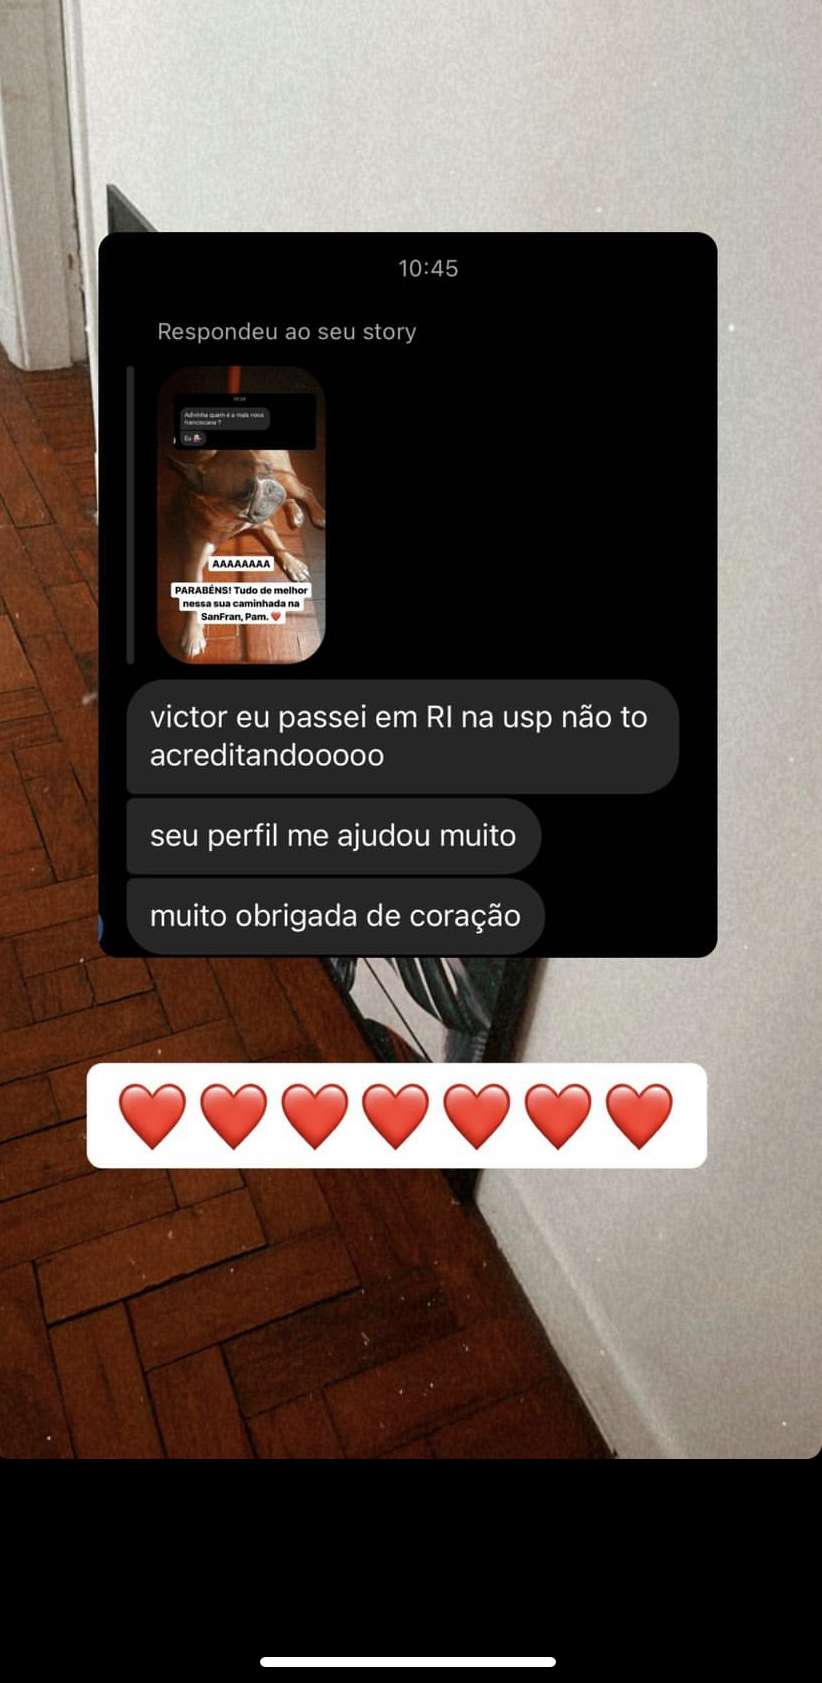 10:45
Respondeu ao seu story
10:28
Adivinha quem é a mais nova
franciscana ?
Eu
AAAAAAAA
PARABÉNS! Tudo de melhor
nessa sua caminhada na
SanFran, Pam. ❤️
victor eu passei em RI na usp não to
acreditandooooo
seu perfil me ajudou muito
muito obrigada de coração
❤️❤️❤️❤️❤️❤️❤️